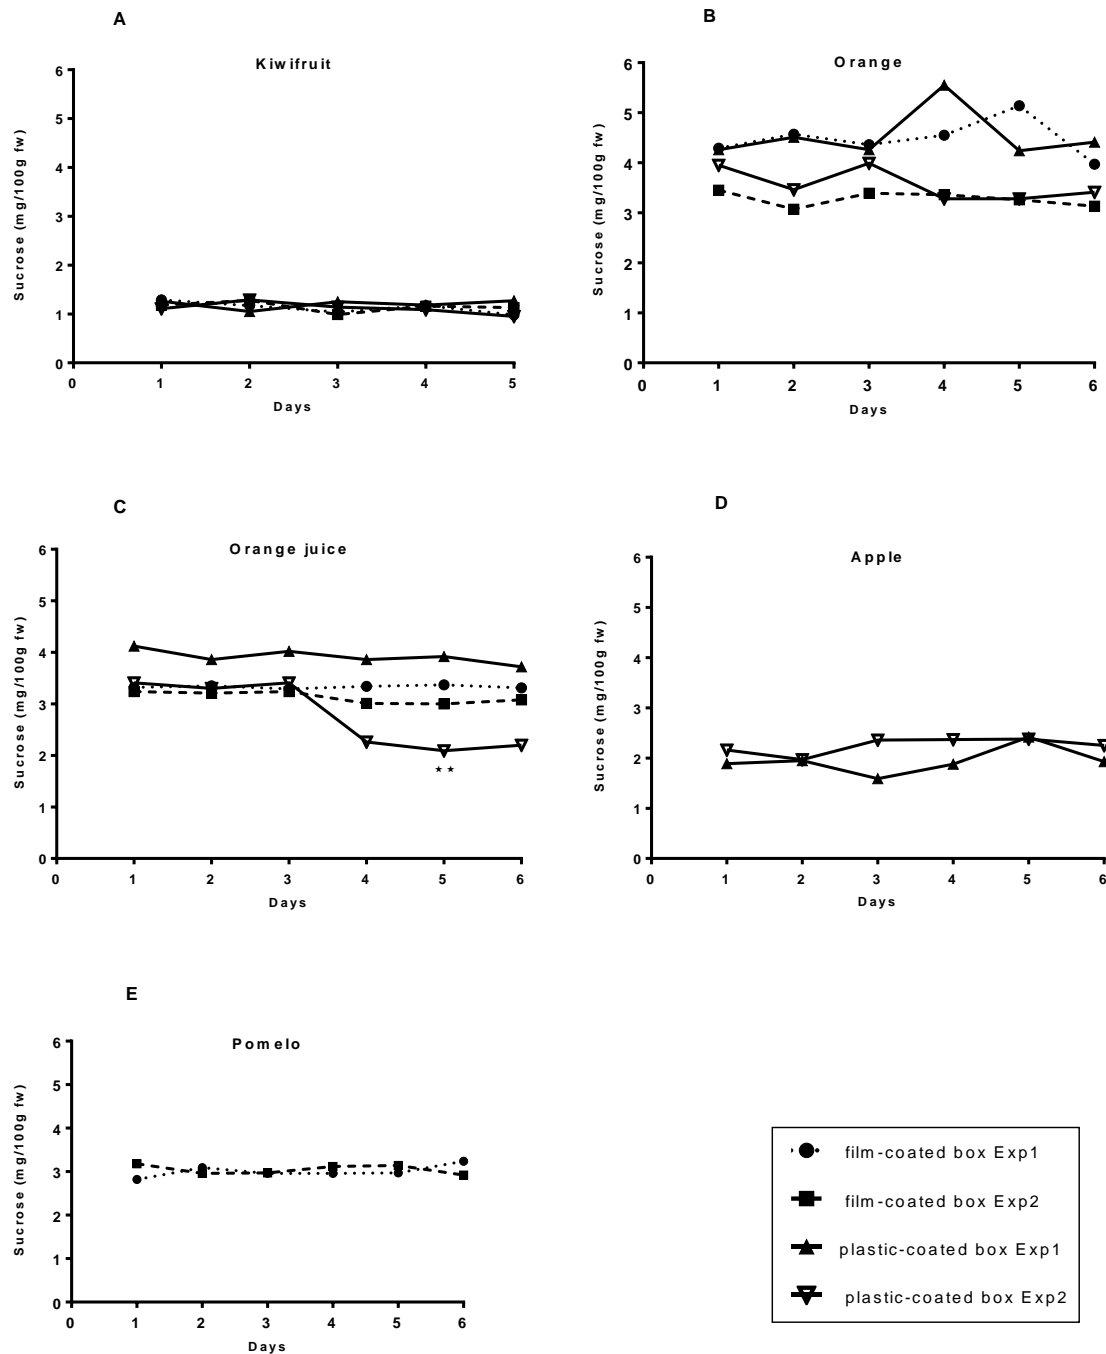 A
Kiwifruit
Sucrose (mg/100g fw)
6
5
4
3
2
1
0
0 1 2 3 4 5
Days
B
Orange
Sucrose (mg/100g fw)
6
5
4
3
2
1
0
0 1 2 3 4 5 6
Days
C
Orange juice
Sucrose (mg/100g fw)
6
5
4
3
2
1
0
★★
0 1 2 3 4 5 6
Days
D
Apple
Sucrose (mg/100g fw)
6
5
4
3
2
1
0
0 1 2 3 4 5 6
Days
E
Pomelo
Sucrose (mg/100g fw)
6
5
4
3
2
1
0
0 1 2 3 4 5 6
Days
film-coated box Exp1
film-coated box Exp2
plastic-coated box Exp1
plastic-coated box Exp2